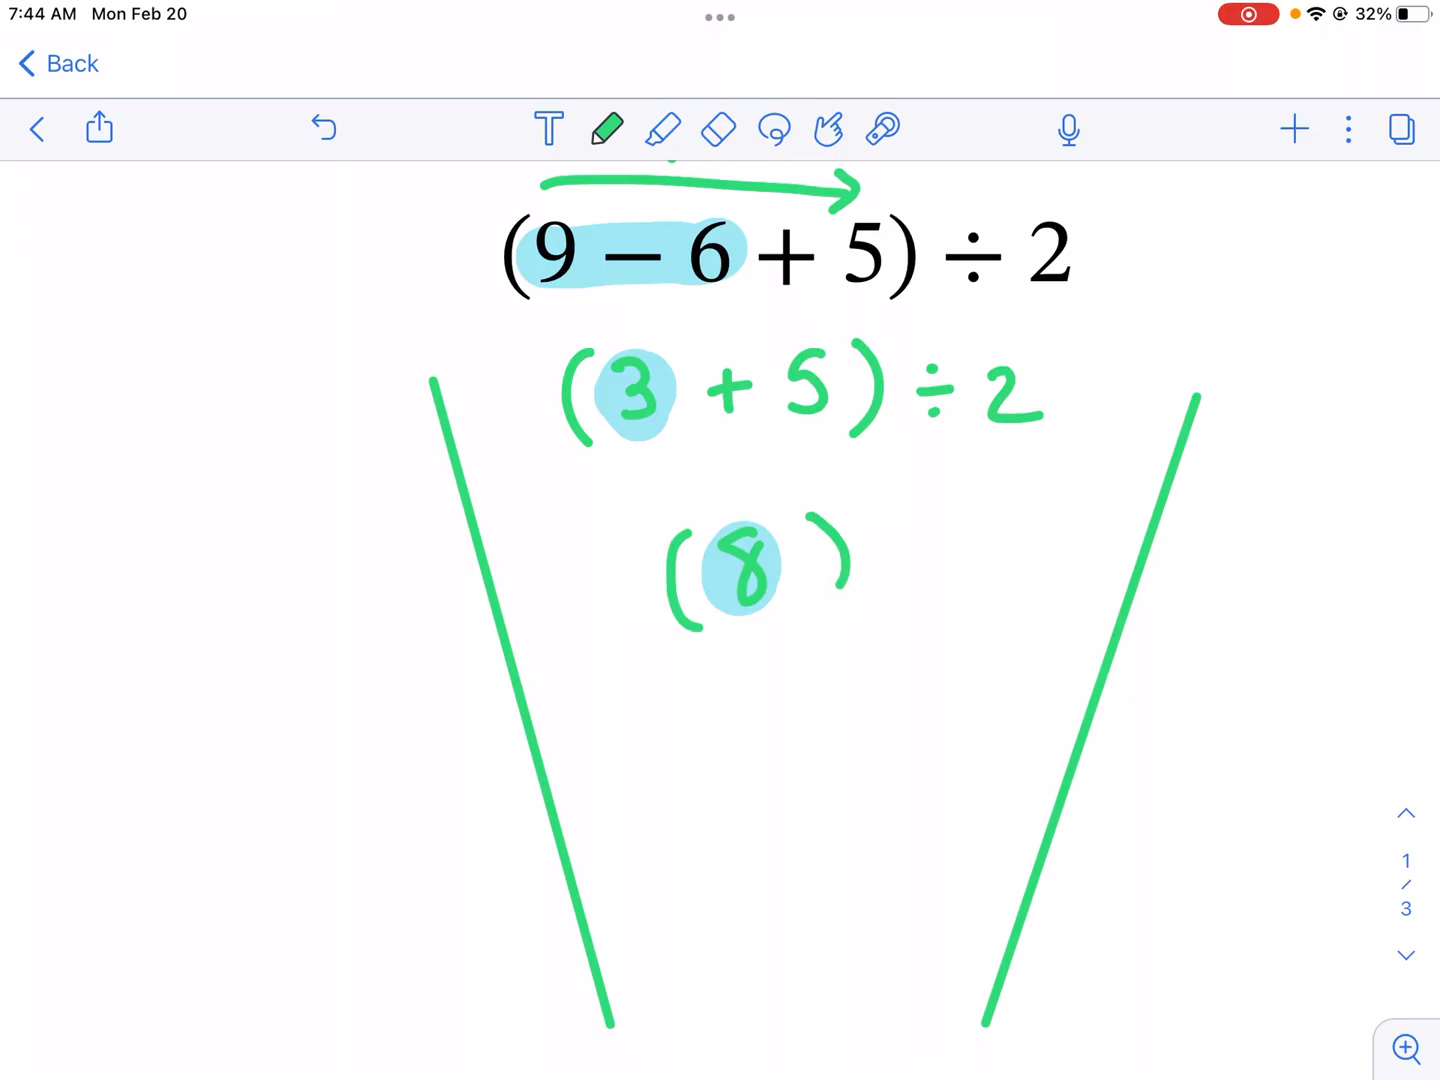 7:44 AM Mon Feb 20
32%
Back
T
(9 − 6 + 5) ÷ 2
(3 + 5) ÷ 2
(8)
1
/
3